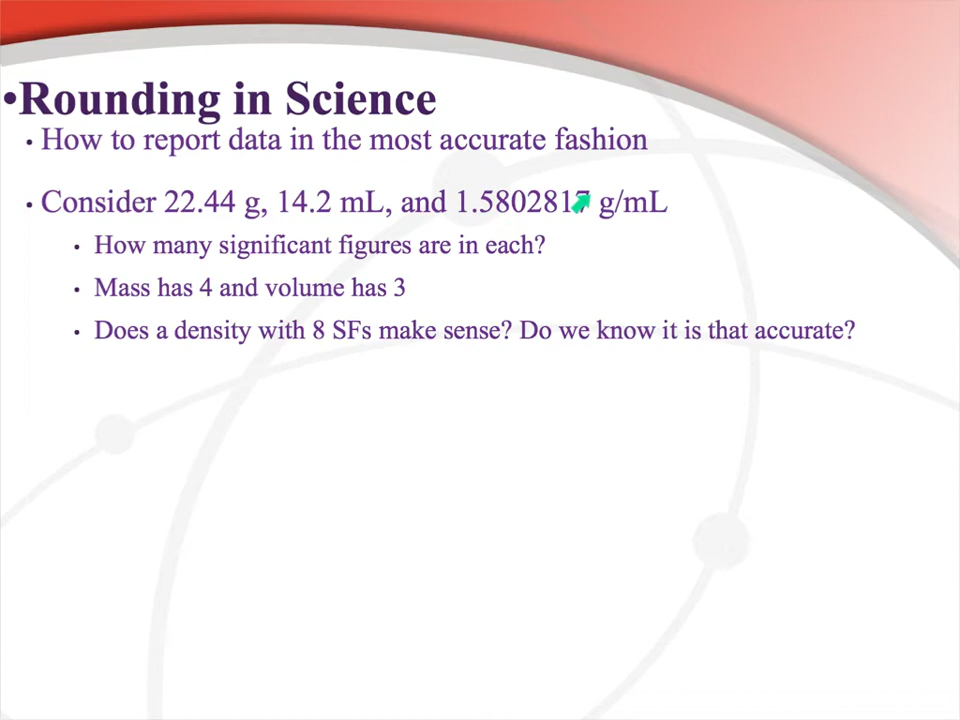 •Rounding in Science
• How to report data in the most accurate fashion
• Consider 22.44 g, 14.2 mL, and 1.5802817 g/mL
• How many significant figures are in each?
• Mass has 4 and volume has 3
• Does a density with 8 SFs make sense? Do we know it is that accurate?